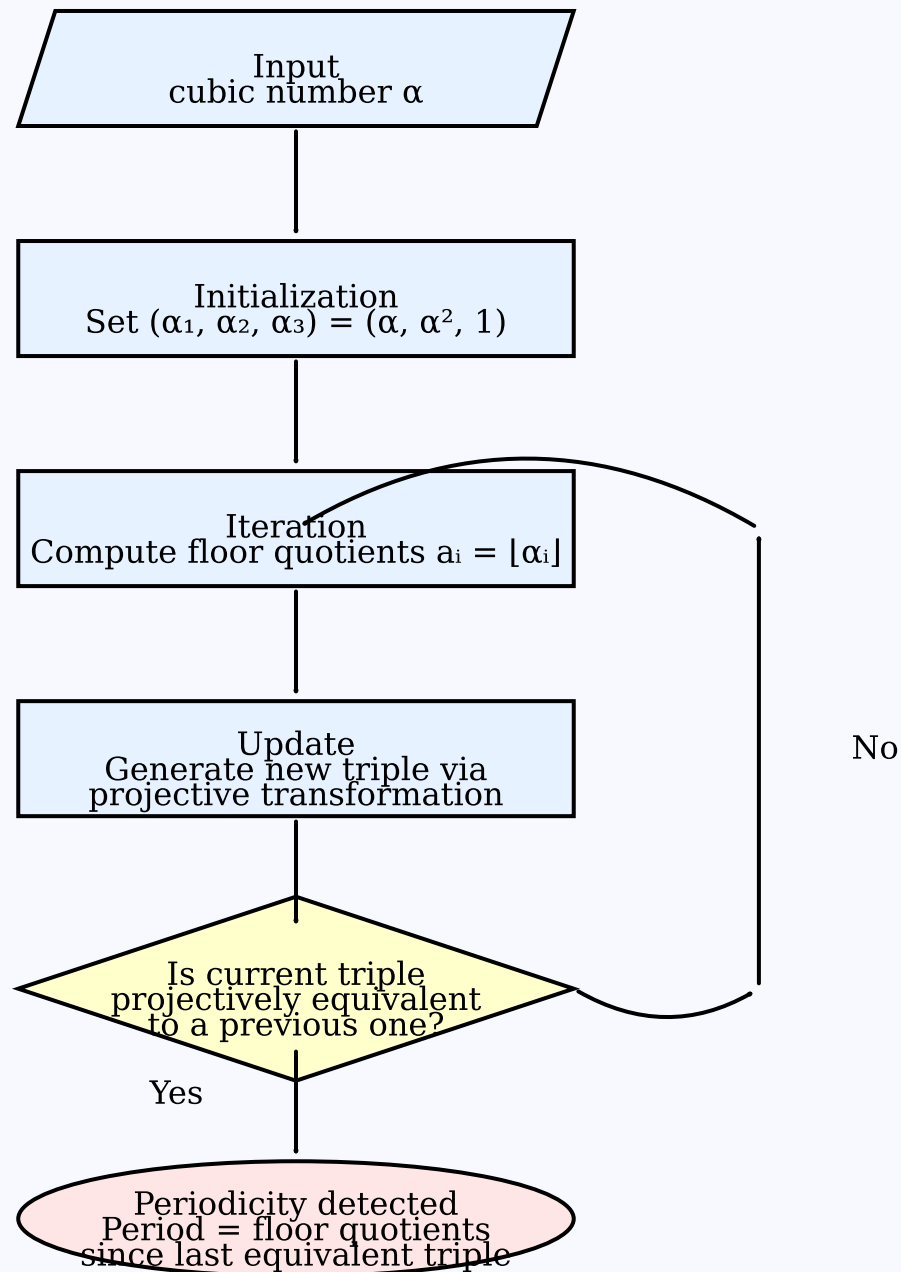 Input
cubic number α
Initialization
Set (α₁, α₂, α₃) = (α, α², 1)
Iteration
Compute floor quotients aᵢ = ⌊αᵢ⌋
Update
Generate new triple via
projective transformation
No
Is current triple
projectively equivalent
to a previous one?
Yes
Periodicity detected
Period = floor quotients
since last equivalent triple